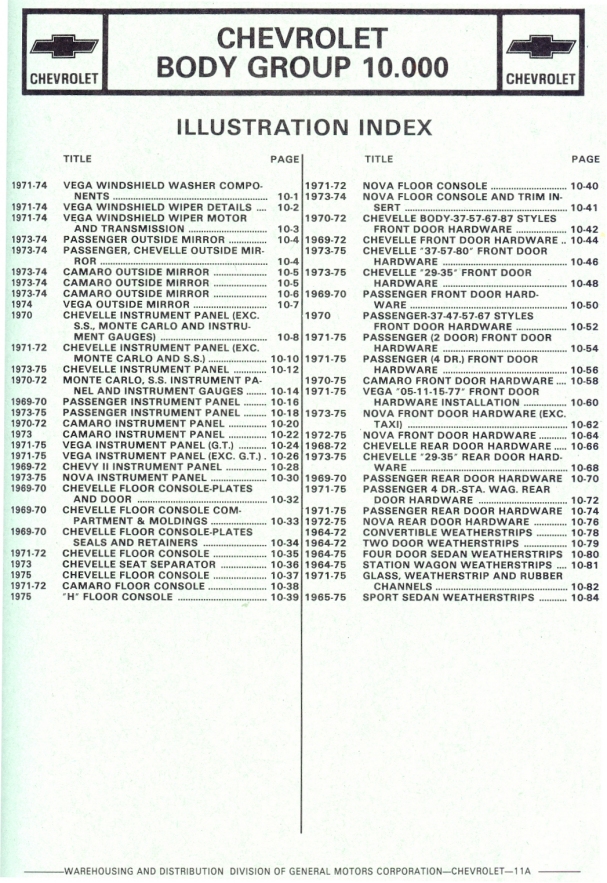 CHEVROLET
BODY GROUP 10.000
CHEVROLET
CHEVROLET
ILLUSTRATION INDEX
TITLE PAGE
1971-74 VEGA WINDSHIELD WASHER COMPO-
NENTS ........ 10-1
1971-74 VEGA WINDSHIELD WIPER DETAILS .... 10-2
1971-74 VEGA WINDSHIELD WIPER MOTOR
AND TRANSMISSION ........ 10-3
1973-74 PASSENGER OUTSIDE MIRROR ........ 10-4
1973-74 PASSENGER, CHEVELLE OUTSIDE MIR-
ROR ........ 10-4
1973-74 CAMARO OUTSIDE MIRROR ........ 10-5
1973-74 CAMARO OUTSIDE MIRROR ........ 10-5
1973-74 CAMARO OUTSIDE MIRROR ........ 10-6
1974 VEGA OUTSIDE MIRROR ........ 10-7
1970 CHEVELLE INSTRUMENT PANEL (EXC.
S.S., MONTE CARLO AND INSTRU-
MENT GAUGES) ........ 10-8
1971-72 CHEVELLE INSTRUMENT PANEL (EXC.
MONTE CARLO AND S.S.) ........ 10-10
1973-75 CHEVELLE INSTRUMENT PANEL ........ 10-12
1970-72 MONTE CARLO, S.S. INSTRUMENT PA-
NEL AND INSTRUMENT GAUGES ...... 10-14
1969-70 PASSENGER INSTRUMENT PANEL ........ 10-16
1973-75 PASSENGER INSTRUMENT PANEL ........ 10-18
1970-72 CAMARO INSTRUMENT PANEL ........ 10-20
1973 CAMARO INSTRUMENT PANEL ........ 10-22
1971-75 VEGA INSTRUMENT PANEL (G.T.) ........ 10-24
1971-75 VEGA INSTRUMENT PANEL (EXC. G.T.) . 10-26
1969-72 CHEVY II INSTRUMENT PANEL ........ 10-28
1973-75 NOVA INSTRUMENT PANEL ........ 10-30
1969-70 CHEVELLE FLOOR CONSOLE-PLATES
AND DOOR ........ 10-32
1969-70 CHEVELLE FLOOR CONSOLE COM-
PARTMENT & MOLDINGS ........ 10-33
1969-70 CHEVELLE FLOOR CONSOLE-PLATES
SEALS AND RETAINERS ........ 10-34
1971-72 CHEVELLE FLOOR CONSOLE ........ 10-35
1973 CHEVELLE SEAT SEPARATOR ........ 10-36
1975 CHEVELLE FLOOR CONSOLE ........ 10-37
1971-72 CAMARO FLOOR CONSOLE ........ 10-38
1975 "H" FLOOR CONSOLE ........ 10-39
TITLE PAGE
1971-72 NOVA FLOOR CONSOLE ........ 10-40
1973-74 NOVA FLOOR CONSOLE AND TRIM IN-
SERT ........ 10-41
1970-72 CHEVELLE BODY-37-57-67-87 STYLES
FRONT DOOR HARDWARE ........ 10-42
1969-72 CHEVELLE FRONT DOOR HARDWARE .. 10-44
1973-75 CHEVELLE "37-57-80" FRONT DOOR
HARDWARE ........ 10-46
1973-75 CHEVELLE "29-35" FRONT DOOR
HARDWARE ........ 10-48
1969-70 PASSENGER FRONT DOOR HARD-
WARE ........ 10-50
1970 PASSENGER-37-47-57-67 STYLES
FRONT DOOR HARDWARE ........ 10-52
1971-75 PASSENGER (2 DOOR) FRONT DOOR
HARDWARE ........ 10-54
1971-75 PASSENGER (4 DR.) FRONT DOOR
HARDWARE ........ 10-56
1970-75 CAMARO FRONT DOOR HARDWARE .... 10-58
1971-75 VEGA "05-11-15-77" FRONT DOOR
HARDWARE INSTALLATION ........ 10-60
1973-75 NOVA FRONT DOOR HARDWARE (EXC.
TAXI) ........ 10-62
1972-75 NOVA FRONT DOOR HARDWARE ........ 10-64
1968-72 CHEVELLE REAR DOOR HARDWARE .... 10-66
1973-75 CHEVELLE "29-35" REAR DOOR HARD-
WARE ........ 10-68
1969-70 PASSENGER REAR DOOR HARDWARE 10-70
1971-75 PASSENGER 4 DR.-STA. WAG. REAR
DOOR HARDWARE ........ 10-72
1971-75 PASSENGER REAR DOOR HARDWARE 10-74
1972-75 NOVA REAR DOOR HARDWARE ........ 10-76
1964-72 CONVERTIBLE WEATHERSTRIPS ........ 10-78
1964-72 TWO DOOR WEATHERSTRIPS ........ 10-79
1964-75 FOUR DOOR SEDAN WEATHERSTRIPS 10-80
1964-75 STATION WAGON WEATHERSTRIPS .... 10-81
1971-75 GLASS, WEATHERSTRIP AND RUBBER
CHANNELS ........ 10-82
1965-75 SPORT SEDAN WEATHERSTRIPS ........ 10-84
WAREHOUSING AND DISTRIBUTION DIVISION OF GENERAL MOTORS CORPORATION—CHEVROLET—11A